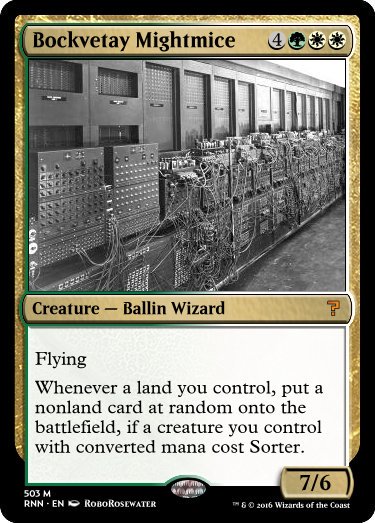 Bockvetay Mightmice 4
Creature — Ballin Wizard ?
Flying
Whenever a land you control, put a
nonland card at random onto the
battlefield, if a creature you control
with converted mana cost Sorter.
503 M
RNN • EN RoboRosewater
7/6
™ & © 2016 Wizards of the Coast